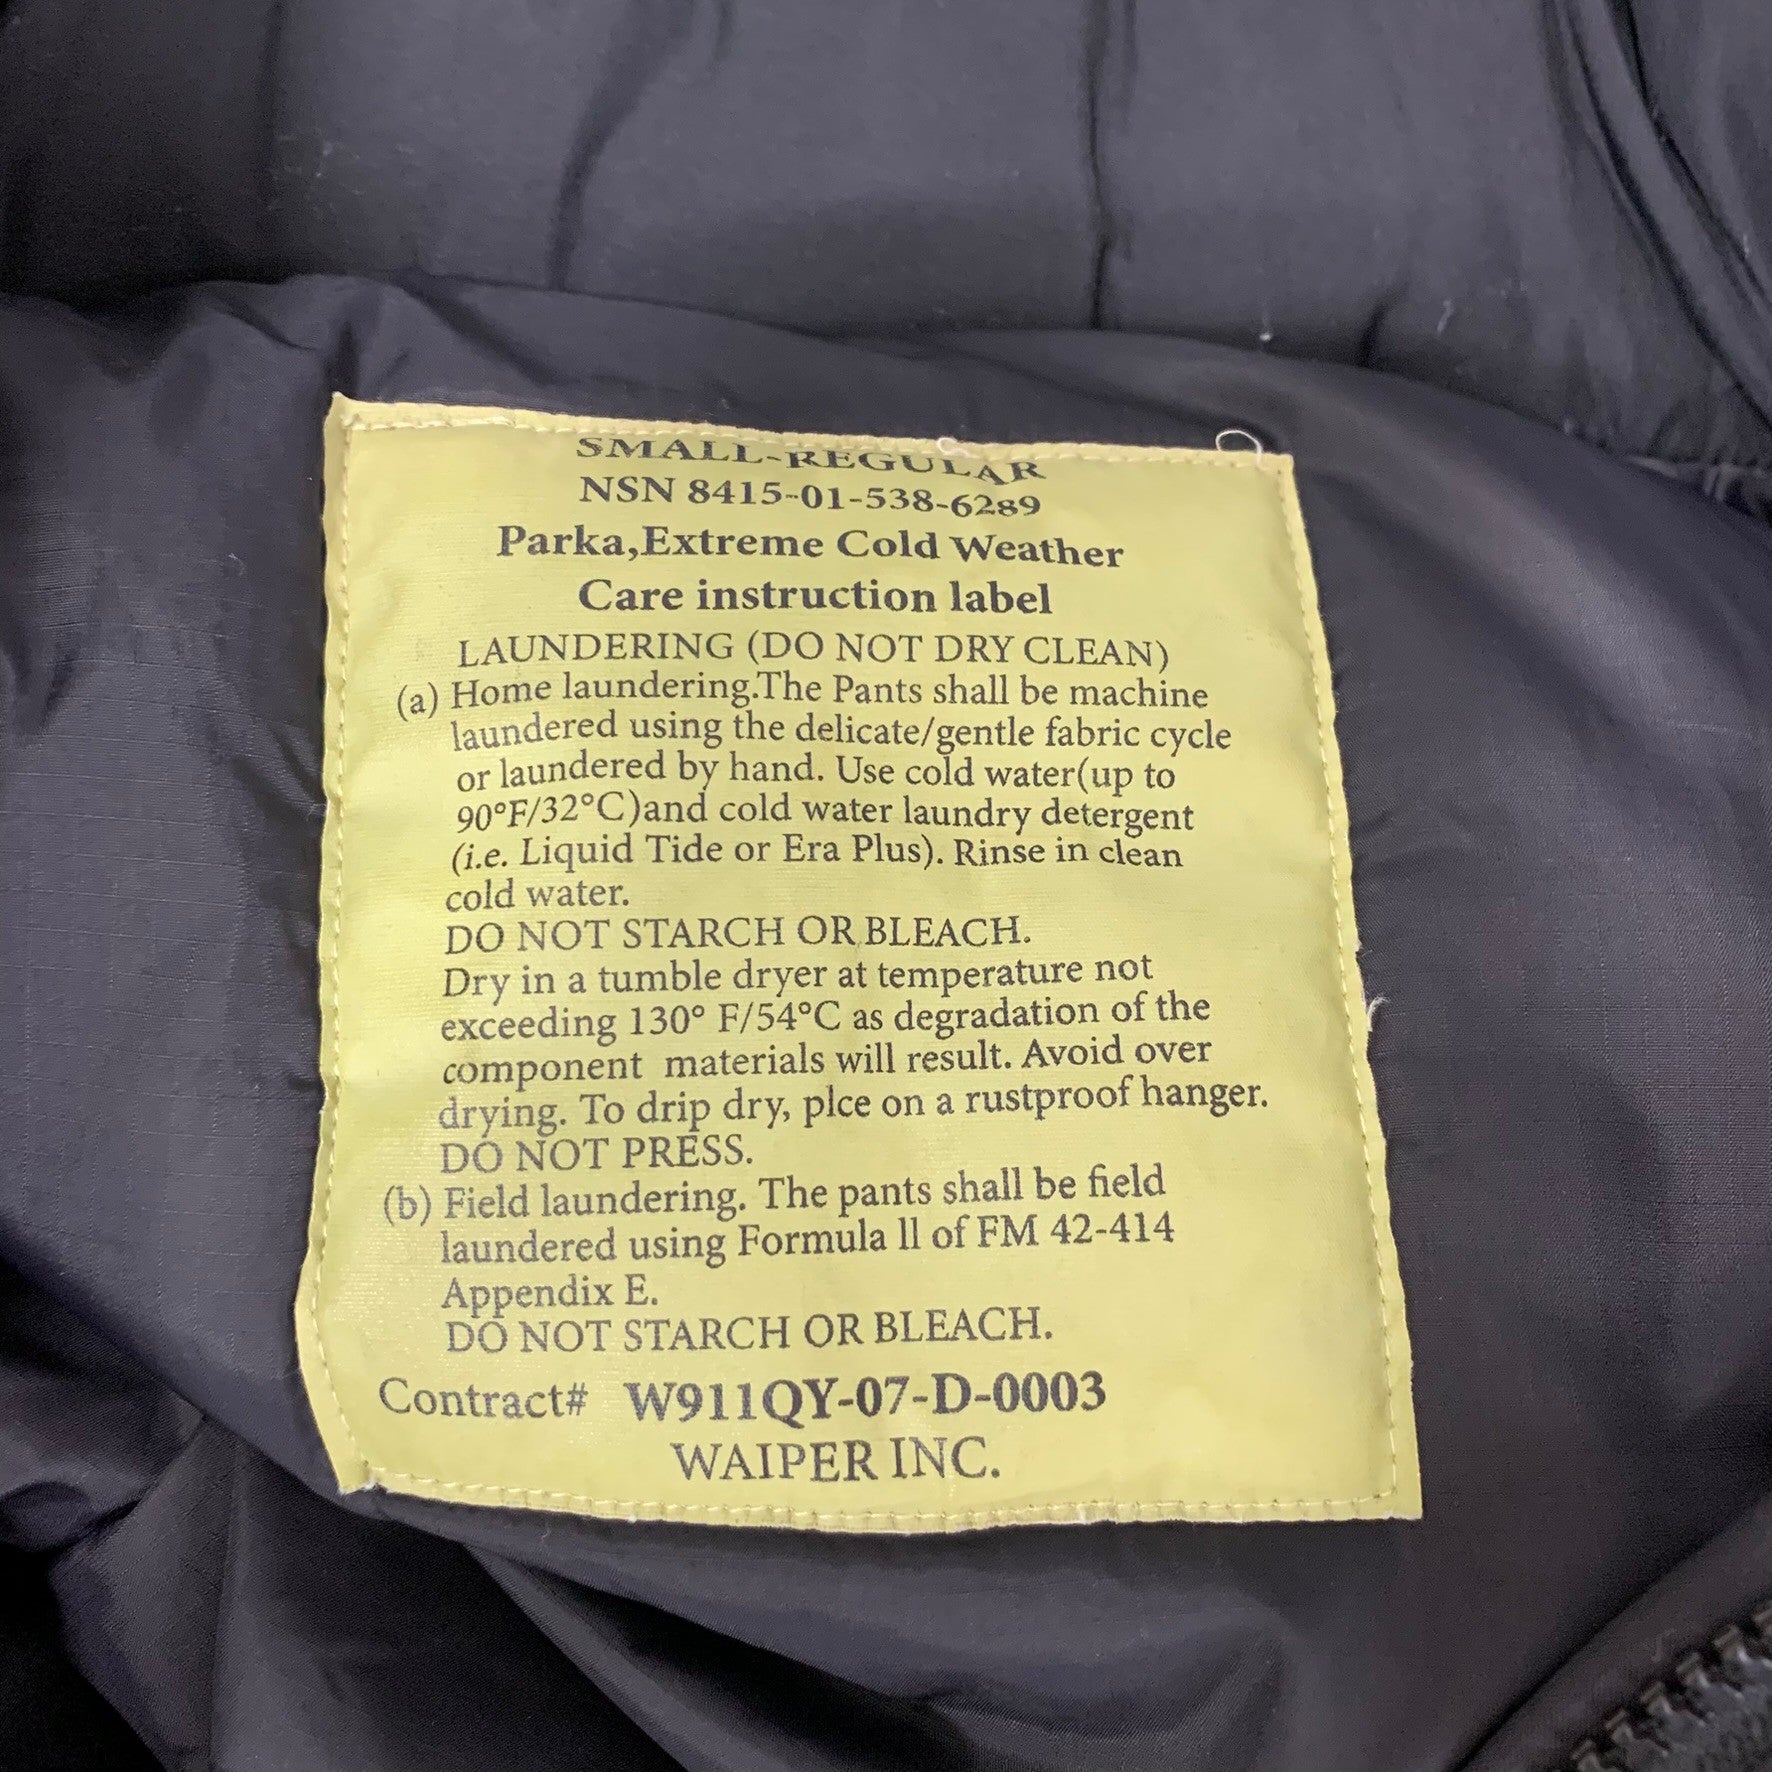 SMALL-REGULAR
NSN 8415-01-538-6289
Parka,Extreme Cold Weather
Care instruction label
LAUNDERING (DO NOT DRY CLEAN)
(a) Home laundering.The Pants shall be machine
laundered using the delicate/gentle fabric cycle
or laundered by hand. Use cold water(up to
90°F/32°C)and cold water laundry detergent
(i.e. Liquid Tide or Era Plus). Rinse in clean
cold water.
DO NOT STARCH OR BLEACH.
Dry in a tumble dryer at temperature not
exceeding 130° F/54°C as degradation of the
component materials will result. Avoid over
drying. To drip dry, plce on a rustproof hanger.
DO NOT PRESS.
(b) Field laundering. The pants shall be field
laundered using Formula ll of FM 42-414
Appendix E.
DO NOT STARCH OR BLEACH.
Contract# W911QY-07-D-0003
WAIPER INC.